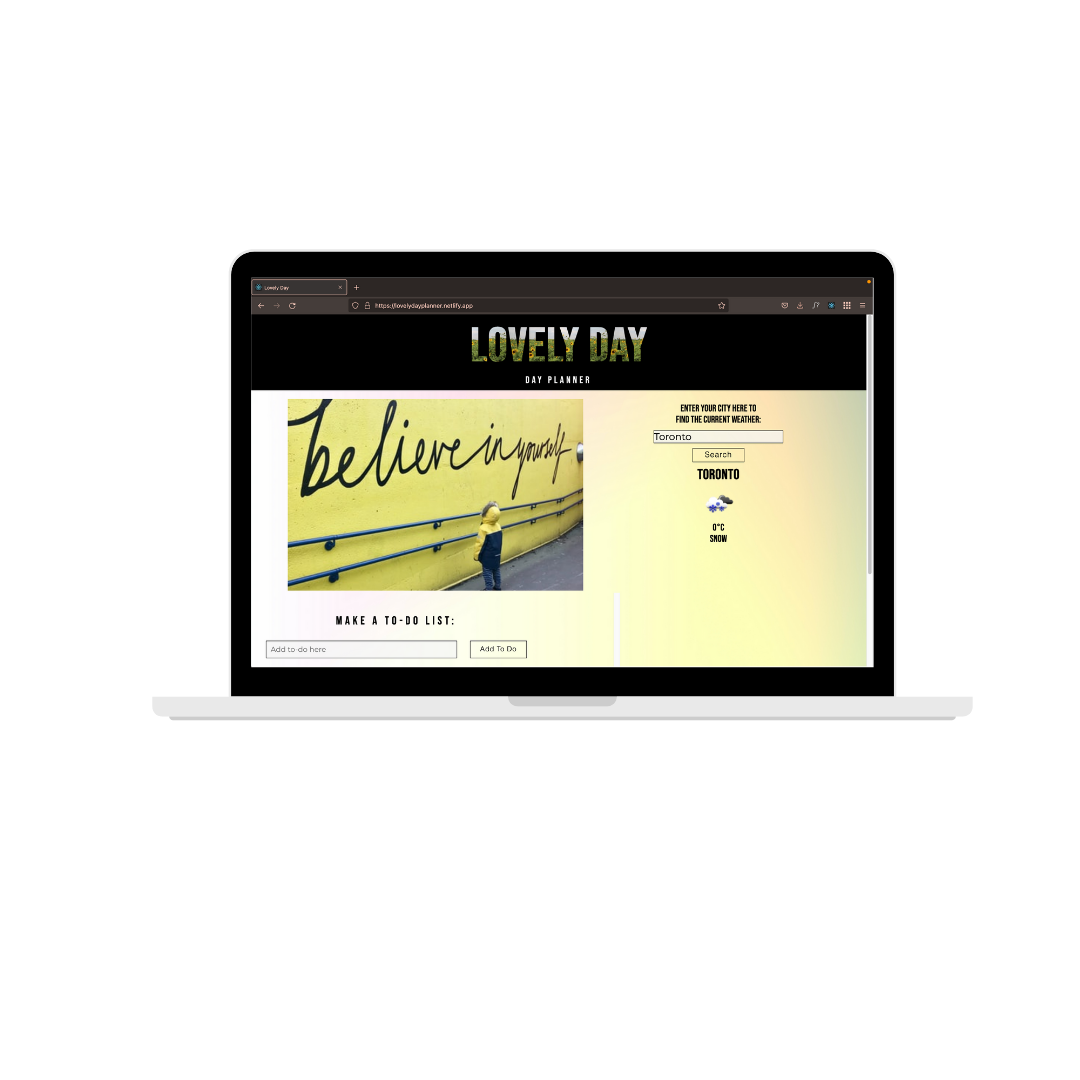 Lovely Day
https://lovelydayplanner.netlify.app
LOVELY DAY
DAY PLANNER
believe in yourself
MAKE A TO-DO LIST:
Add to-do here
Add To Do
ENTER YOUR CITY HERE TO
FIND THE CURRENT WEATHER:
Toronto
Search
TORONTO
0°C
SNOW